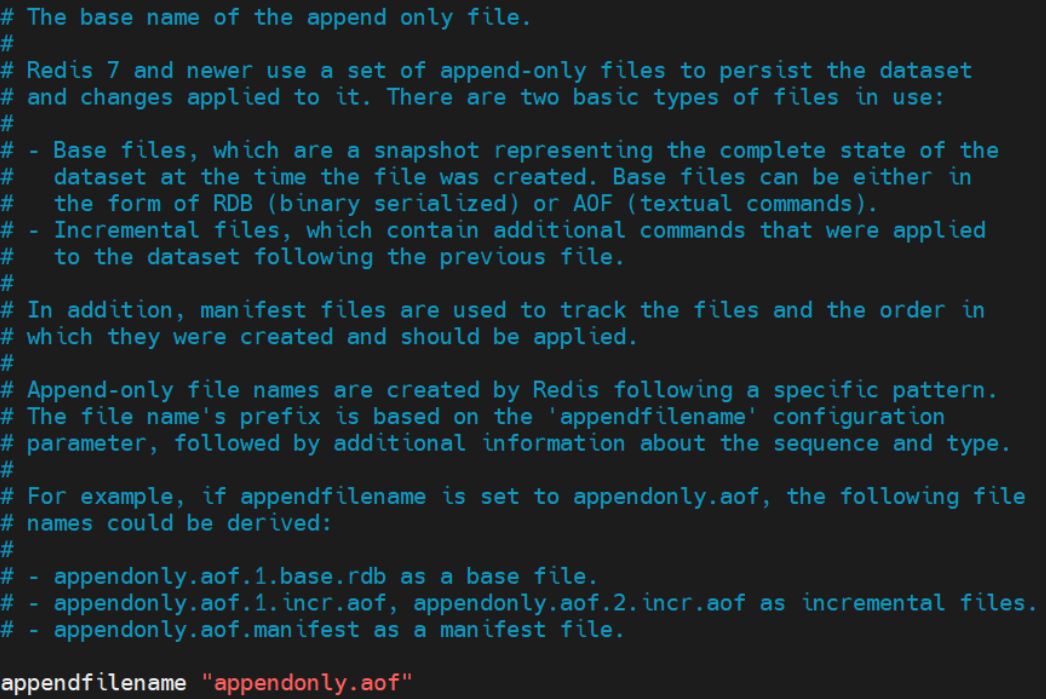 # The base name of the append only file.
#
# Redis 7 and newer use a set of append-only files to persist the dataset
# and changes applied to it. There are two basic types of files in use:
#
# - Base files, which are a snapshot representing the complete state of the
#   dataset at the time the file was created. Base files can be either in
#   the form of RDB (binary serialized) or AOF (textual commands).
# - Incremental files, which contain additional commands that were applied
#   to the dataset following the previous file.
#
# In addition, manifest files are used to track the files and the order in
# which they were created and should be applied.
#
# Append-only file names are created by Redis following a specific pattern.
# The file name's prefix is based on the 'appendfilename' configuration
# parameter, followed by additional information about the sequence and type.
#
# For example, if appendfilename is set to appendonly.aof, the following file
# names could be derived:
#
# - appendonly.aof.1.base.rdb as a base file.
# - appendonly.aof.1.incr.aof, appendonly.aof.2.incr.aof as incremental files.
# - appendonly.aof.manifest as a manifest file.

appendfilename "appendonly.aof"